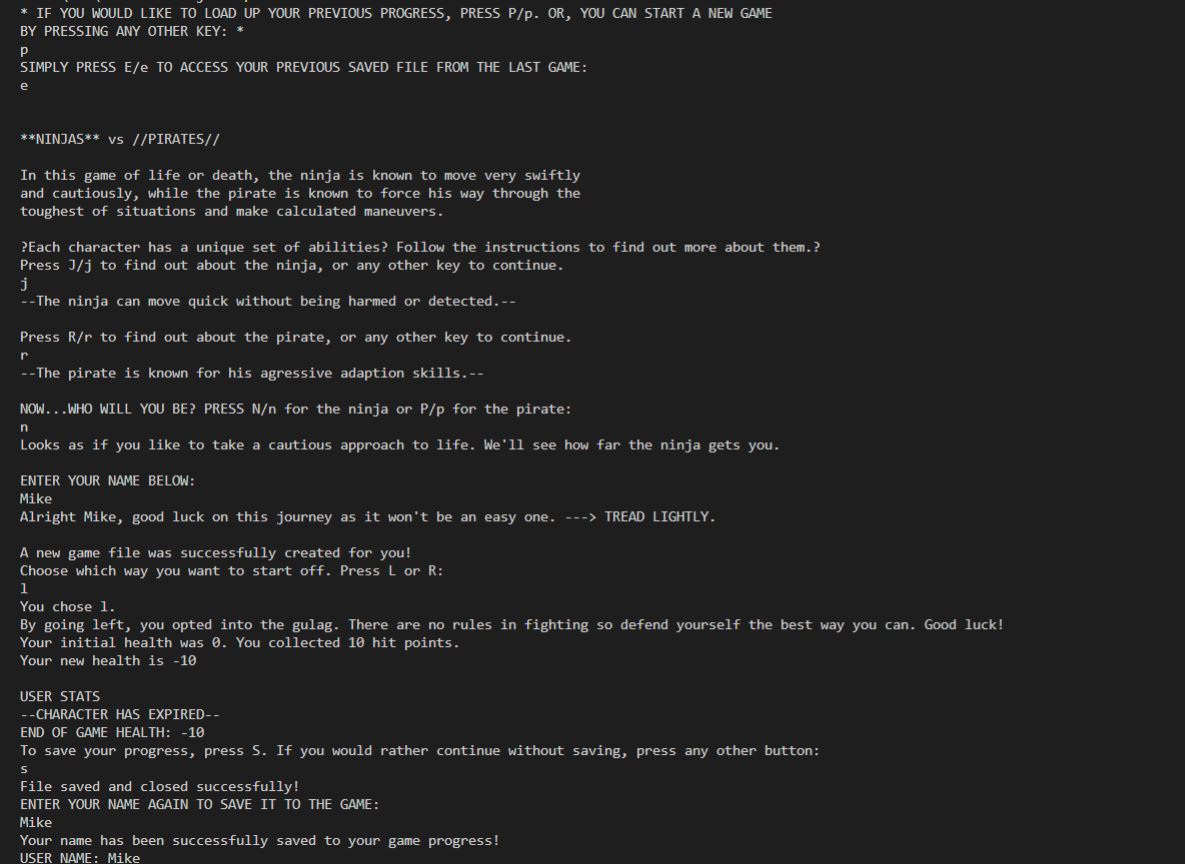 * IF YOU WOULD LIKE TO LOAD UP YOUR PREVIOUS PROGRESS, PRESS P/p. OR, YOU CAN START A NEW GAME
BY PRESSING ANY OTHER KEY: *
p
SIMPLY PRESS E/e TO ACCESS YOUR PREVIOUS SAVED FILE FROM THE LAST GAME:
e
**NINJAS** vs //PIRATES//
In this game of life or death, the ninja is known to move very swiftly
and cautiously, while the pirate is known to force his way through the
toughest of situations and make calculated maneuvers.
?Each character has a unique set of abilities? Follow the instructions to find out more about them.?
Press J/j to find out about the ninja, or any other key to continue.
j
--The ninja can move quick without being harmed or detected.--
Press R/r to find out about the pirate, or any other key to continue.
r
--The pirate is known for his agressive adaption skills.--
NOW...WHO WILL YOU BE? PRESS N/n for the ninja or P/p for the pirate:
n
Looks as if you like to take a cautious approach to life. We'll see how far the ninja gets you.
ENTER YOUR NAME BELOW:
Mike
Alright Mike, good luck on this journey as it won't be an easy one. ---> TREAD LIGHTLY.
A new game file was successfully created for you!
Choose which way you want to start off. Press L or R:
l
You chose l.
By going left, you opted into the gulag. There are no rules in fighting so defend yourself the best way you can. Good luck!
Your initial health was 0. You collected 10 hit points.
Your new health is -10
USER STATS
--CHARACTER HAS EXPIRED--
END OF GAME HEALTH: -10
To save your progress, press S. If you would rather continue without saving, press any other button:
s
File saved and closed successfully!
ENTER YOUR NAME AGAIN TO SAVE IT TO THE GAME:
Mike
Your name has been successfully saved to your game progress!
USER NAME: Mike